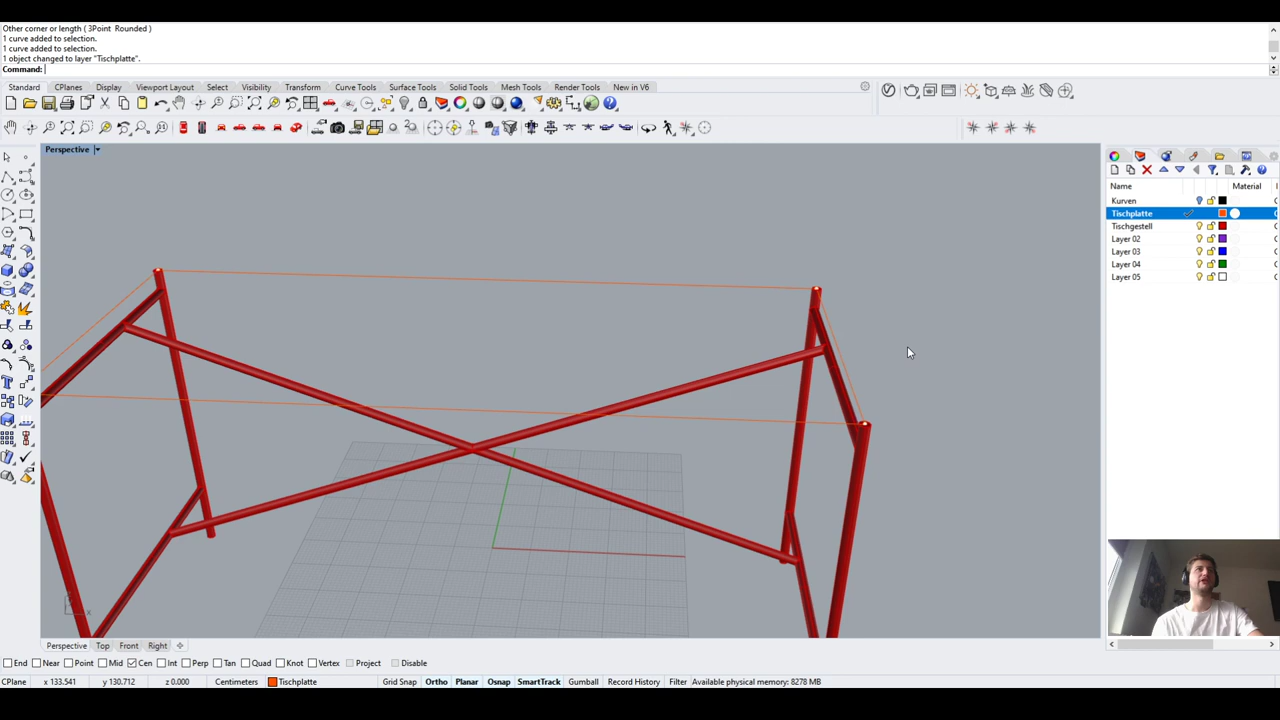 Other corner or length ( 3Point  Rounded )
1 curve added to selection.
1 curve added to selection.
1 object changed to layer "Tischplatte".
Command:
Standard CPlanes Display Viewport Layout Select Visibility Transform Curve Tools Surface Tools Solid Tools Mesh Tools Render Tools New in V6
Perspective
Name Material
Kurven
Tischplatte
Tischgestell
Layer 02
Layer 03
Layer 04
Layer 05
x
Perspective Top Front Right
End Near Point Mid Cen Int Perp Tan Quad Knot Vertex Project Disable
CPlane x 133.541 y 130.712 z 0.000 Centimeters Tischplatte Grid Snap Ortho Planar Osnap SmartTrack Gumball Record History Filter Available physical memory: 8278 MB